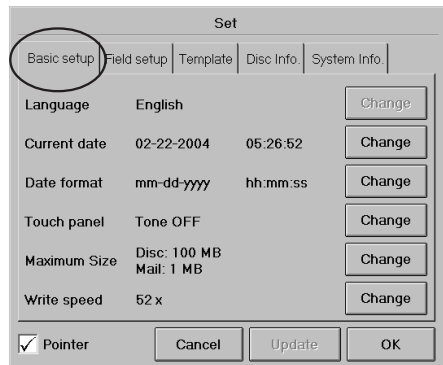 Set
Basic setup Field setup Template Disc Info. System Info.
Language English Change
Current date 02-22-2004 05:26:52 Change
Date format mm-dd-yyyy hh:mm:ss Change
Touch panel Tone OFF Change
Maximum Size Disc: 100 MB Change
Mail: 1 MB
Write speed 52 x Change
Pointer Cancel Update OK